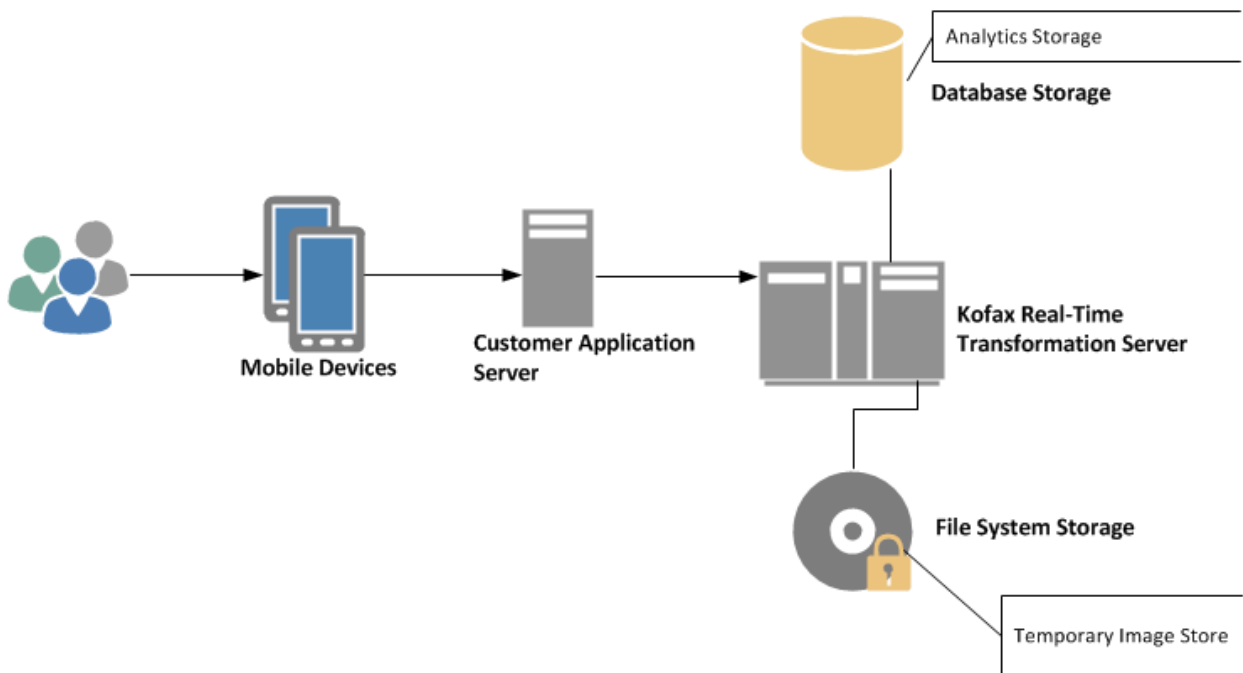 Analytics Storage
Database Storage
Kofax Real-Time
Transformation Server
Customer Application
Server
Mobile Devices
File System Storage
Temporary Image Store